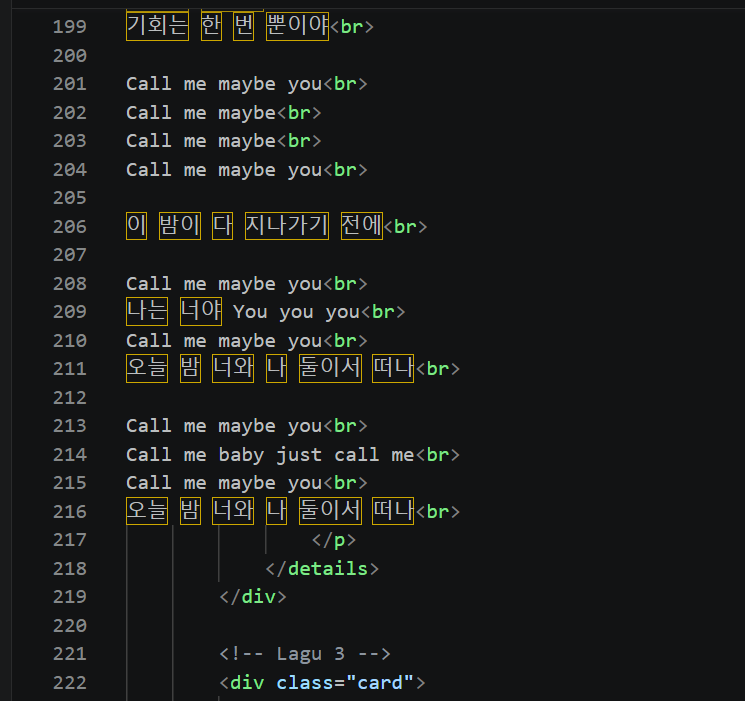 199 기회는 한 번 뿐이야<br>
200
201 Call me maybe you<br>
202 Call me maybe<br>
203 Call me maybe<br>
204 Call me maybe you<br>
205
206 이 밤이 다 지나가기 전에<br>
207
208 Call me maybe you<br>
209 나는 너야 You you you<br>
210 Call me maybe you<br>
211 오늘 밤 너와 나 둘이서 떠나<br>
212
213 Call me maybe you<br>
214 Call me baby just call me<br>
215 Call me maybe you<br>
216 오늘 밤 너와 나 둘이서 떠나<br>
217 </p>
218 </details>
219 </div>
220
221 <!-- Lagu 3 -->
222 <div class="card">